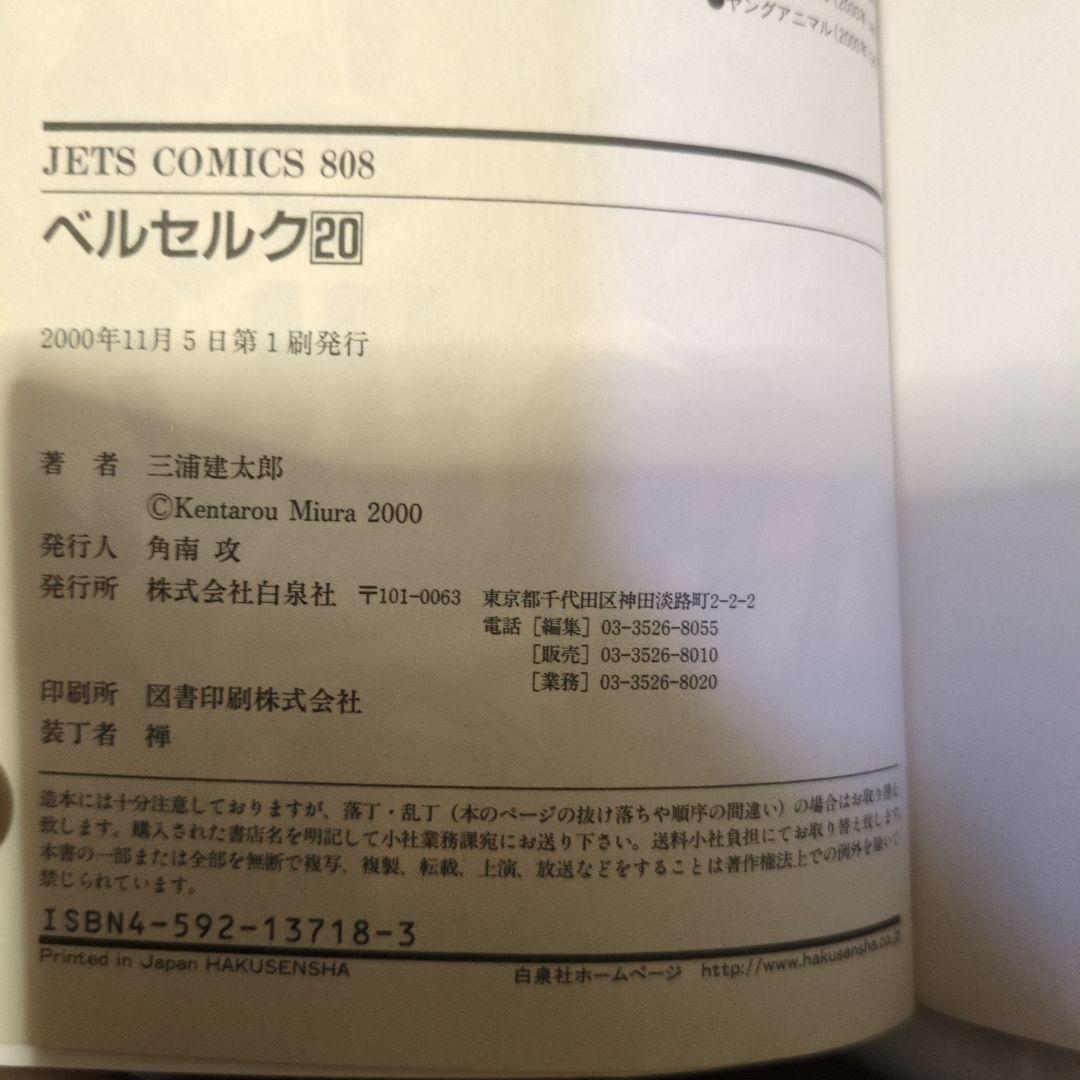 (2000年
●ヤングアニマル(2000年
JETS COMICS 808
ベルセルク20
2000年11月5日第1刷発行
著 者 三浦建太郎
©Kentarou Miura 2000
発行人 角南 攻
発行所 株式会社白泉社 〒101-0063 東京都千代田区神田淡路町2-2-2
電話［編集］03-3526-8055
［販売］03-3526-8010
［業務］03-3526-8020
印刷所 図書印刷株式会社
装丁者 禅
造本には十分注意しておりますが、落丁・乱丁（本のページの抜け落ちや順序の間違い）の場合はお取り替え
致します。購入された書店名を明記して小社業務課宛にお送り下さい。送料小社負担にてお取り替え致します。
本書の一部または全部を無断で複写、複製、転載、上演、放送などをすることは著作権法上での例外を除いて
禁じられています。
ISBN4-592-13718-3
Printed in Japan HAKUSENSHA 白泉社ホームページ http://www.hakusensha.co.jp